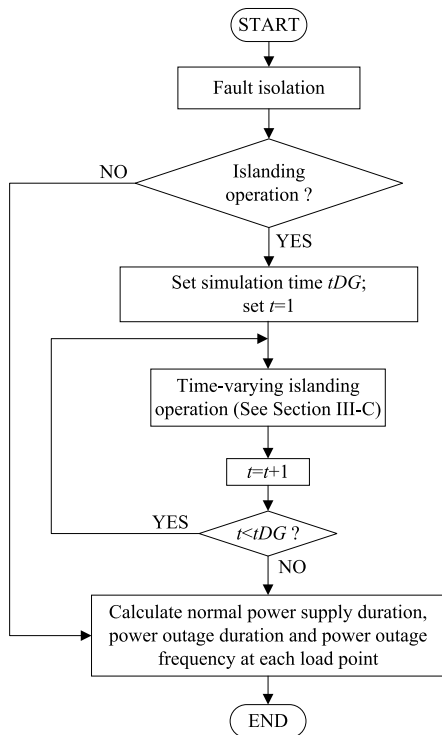 START
Fault isolation
NO
Islanding
operation ?
YES
Set simulation time tDG;
set t=1
Time-varying islanding
operation (See Section III-C)
t=t+1
YES
t<tDG ?
NO
Calculate normal power supply duration,
power outage duration and power outage
frequency at each load point
END